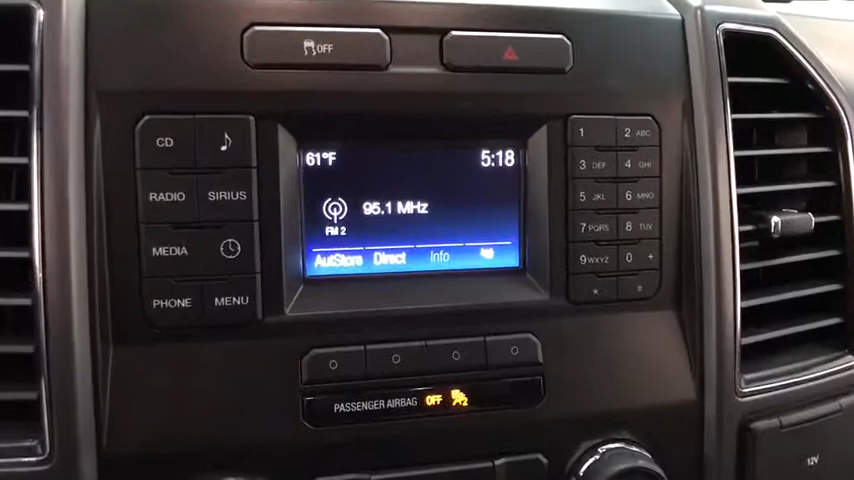 OFF
CD
RADIO SIRIUS
MEDIA
PHONE MENU
61°F 5:18
95.1 MHz
FM 2
AutStore Direct Info
1 2 ABC
3 DEF 4 GHI
5 JKL 6 MNO
7 PQRS 8 TUV
9 WXYZ 0 +
* #
PASSENGER AIRBAG OFF 2
12V